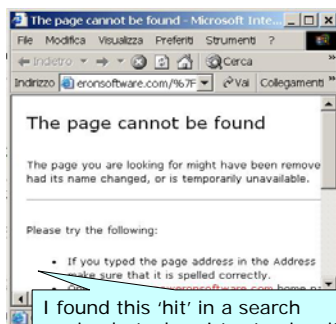 The page cannot be found - Microsoft Inte...
File Modifica Visualizza Preferiti Strumenti ?
Indietro Cerca
Indirizzo eronsoftware.com/%67F Vai Collegamenti
The page cannot be found
The page you are looking for might have been remove
had its name changed, or is temporarily unavailable.
Please try the following:
If you typed the page address in the Address
make sure that it is spelled correctly.
home
I found this 'hit' in a search